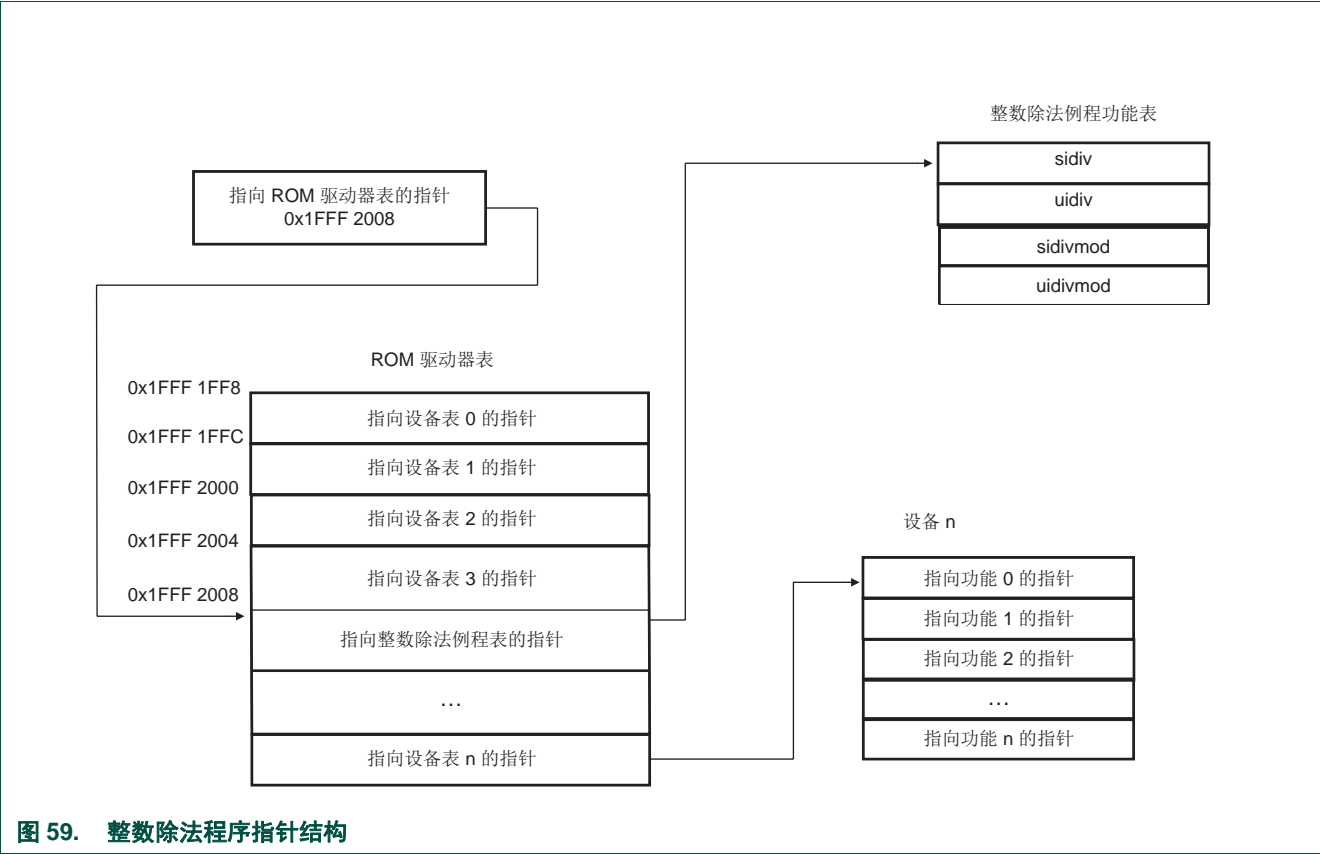 整数除法例程功能表
sidiv
uidiv
sidivmod
uidivmod
指向 ROM 驱动器表的指针
0x1FFF 2008
ROM 驱动器表
0x1FFF 1FF8
指向设备表 0 的指针
0x1FFF 1FFC
指向设备表 1 的指针
0x1FFF 2000
指向设备表 2 的指针
0x1FFF 2004
指向设备表 3 的指针
0x1FFF 2008
指向整数除法例程表的指针
…
指向设备表 n 的指针
设备 n
指向功能 0 的指针
指向功能 1 的指针
指向功能 2 的指针
…
指向功能 n 的指针
图 59. 整数除法程序指针结构